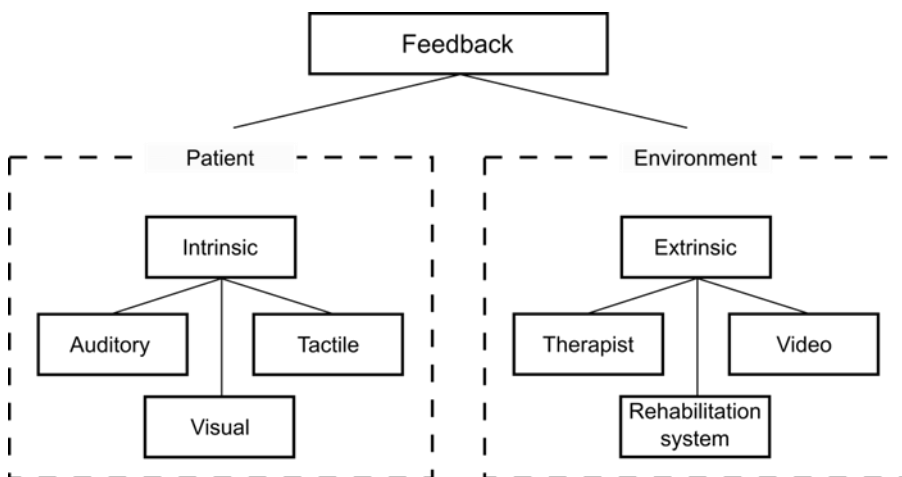 Feedback
Patient
Environment
Intrinsic
Extrinsic
Auditory
Tactile
Therapist
Video
Visual
Rehabilitation
system